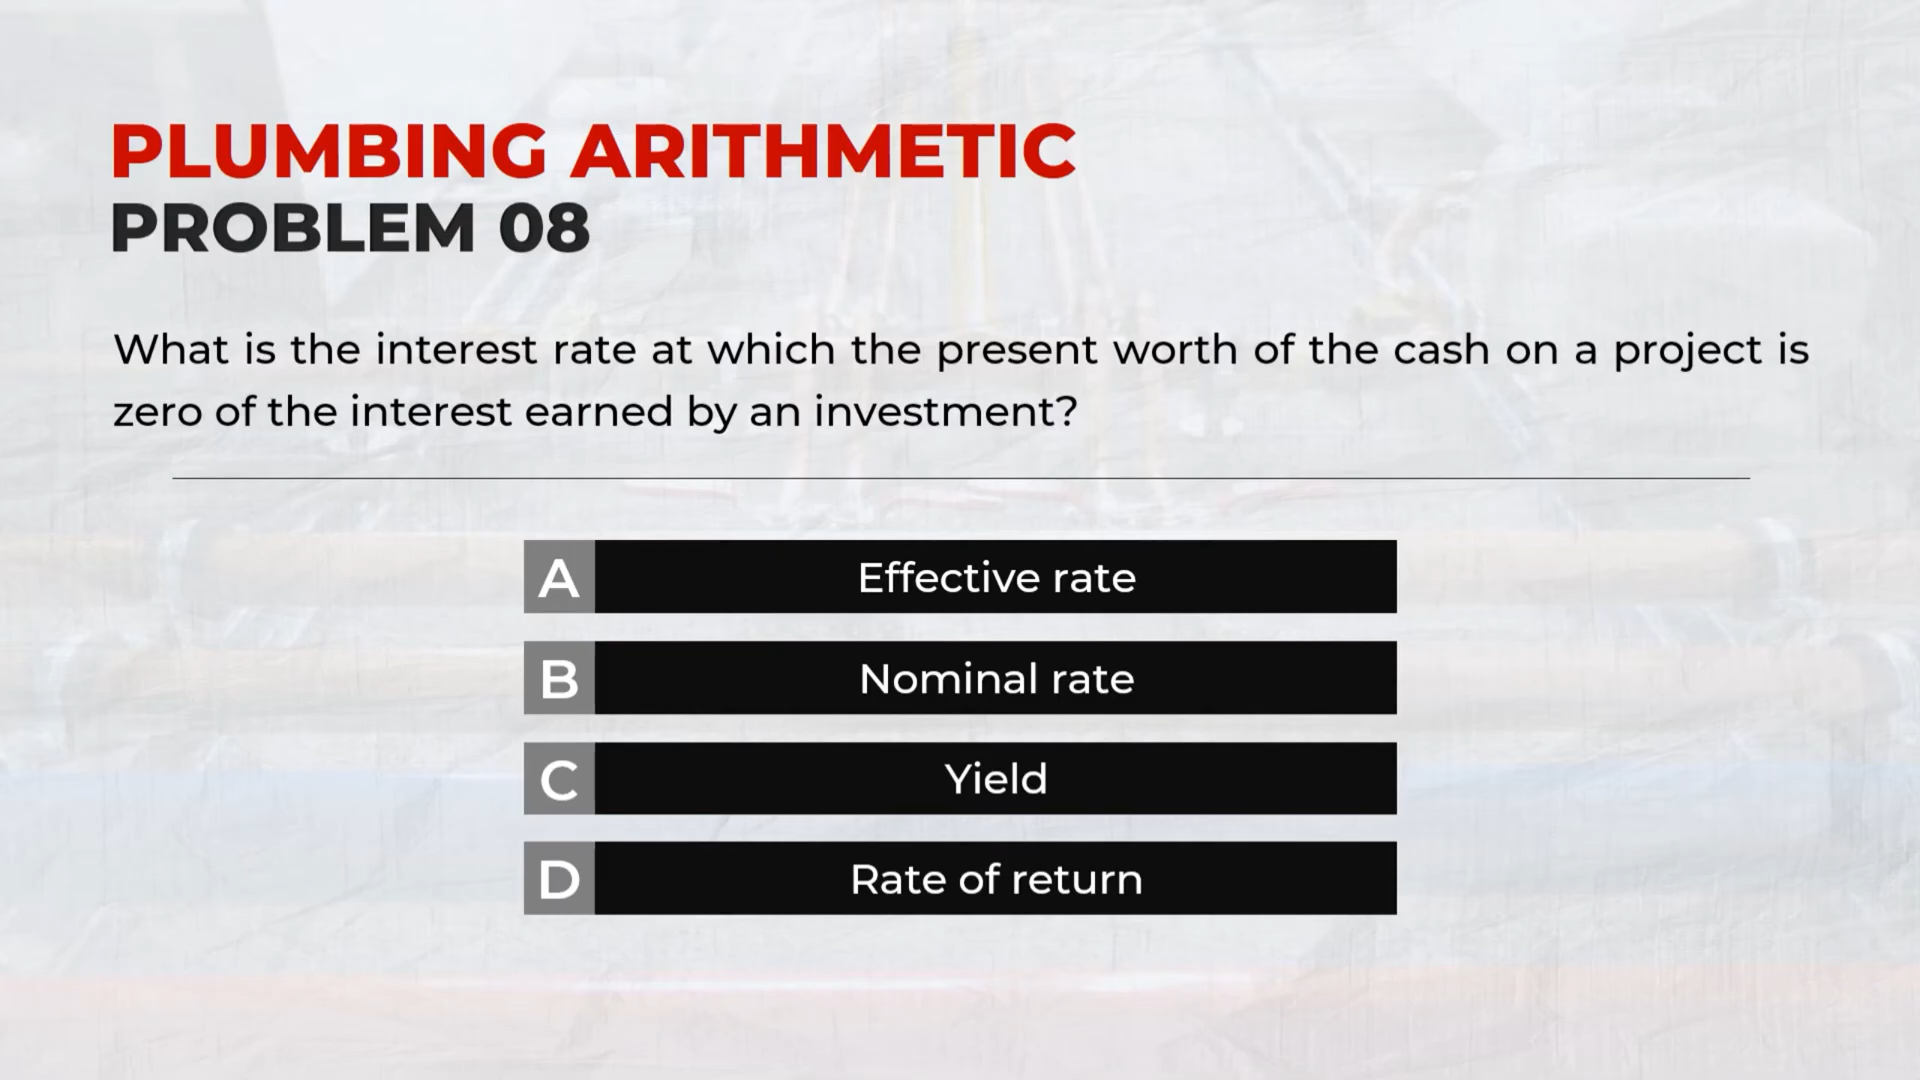 PLUMBING ARITHMETIC
PROBLEM 08
What is the interest rate at which the present worth of the cash on a project is
zero of the interest earned by an investment?
A Effective rate
B Nominal rate
C Yield
D Rate of return